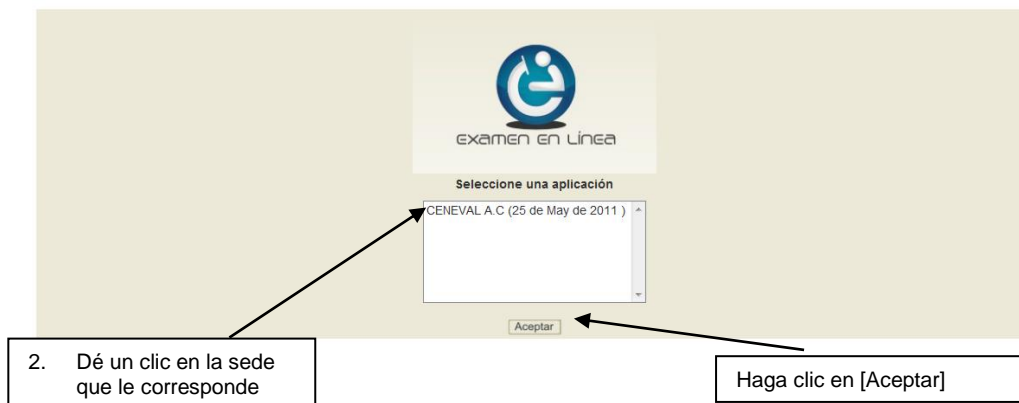 examen en Línea
Seleccione una aplicación
CENEVAL A.C (25 de May de 2011 )
Aceptar
2. Dé un clic en la sede
que le corresponde
Haga clic en [Aceptar]